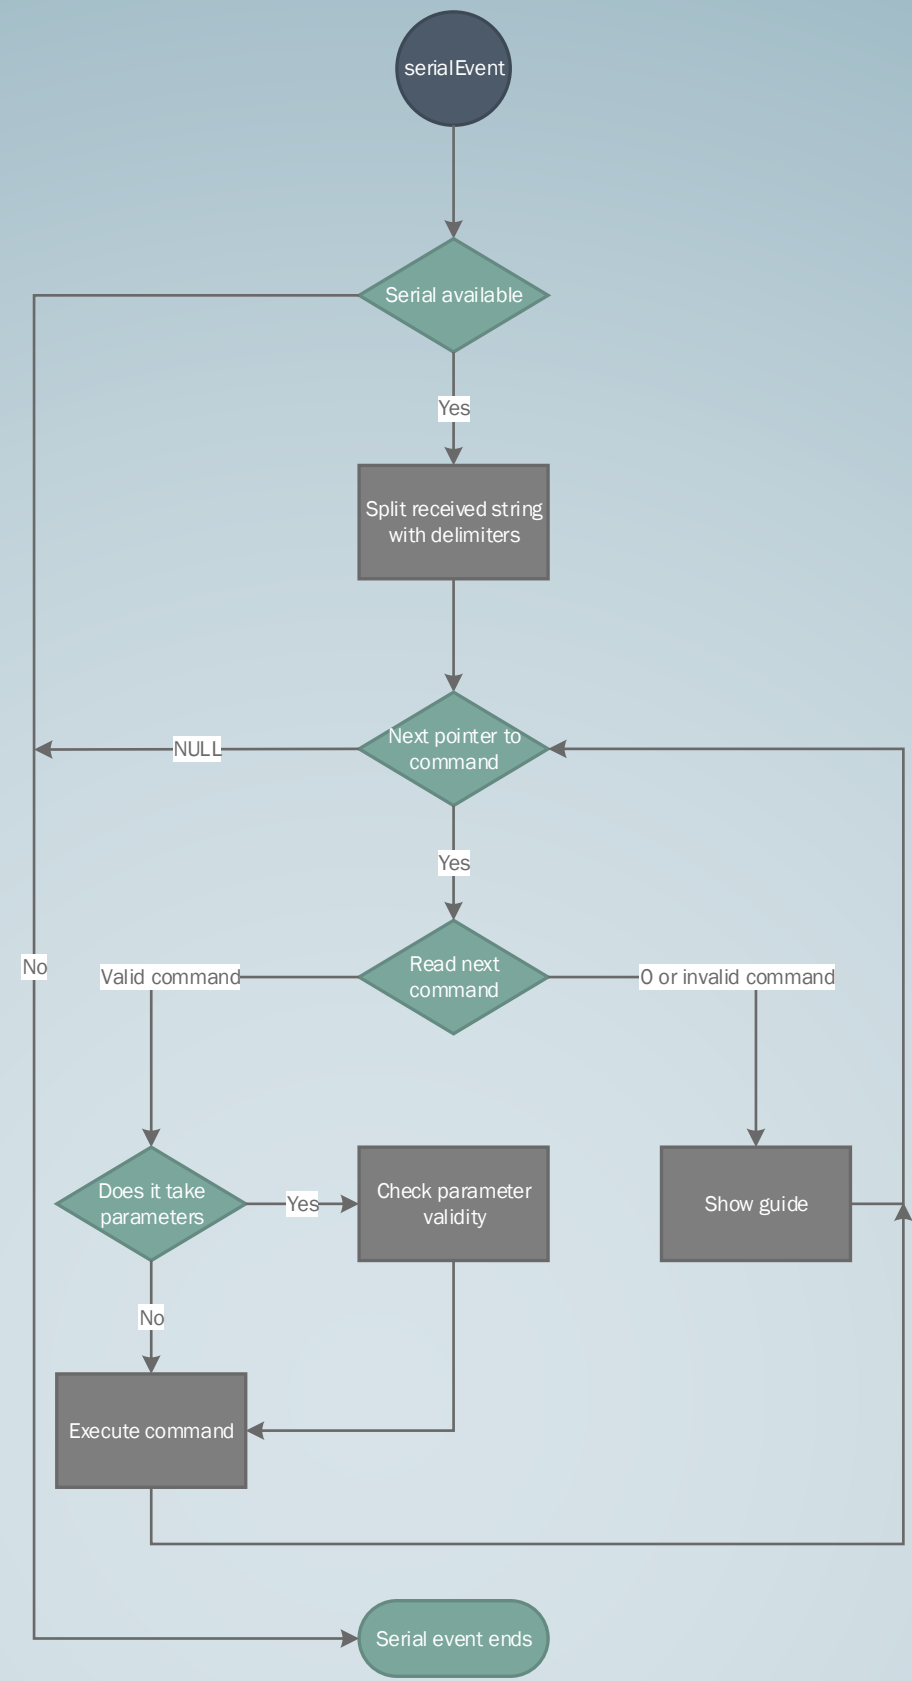 serialEvent
Serial available
Yes
Split received string
with delimiters
Next pointer to
command
NULL
Yes
No
Read next
command
Valid command
0 or invalid command
Does it take
parameters
Yes
Check parameter
validity
Show guide
No
Execute command
Serial event ends